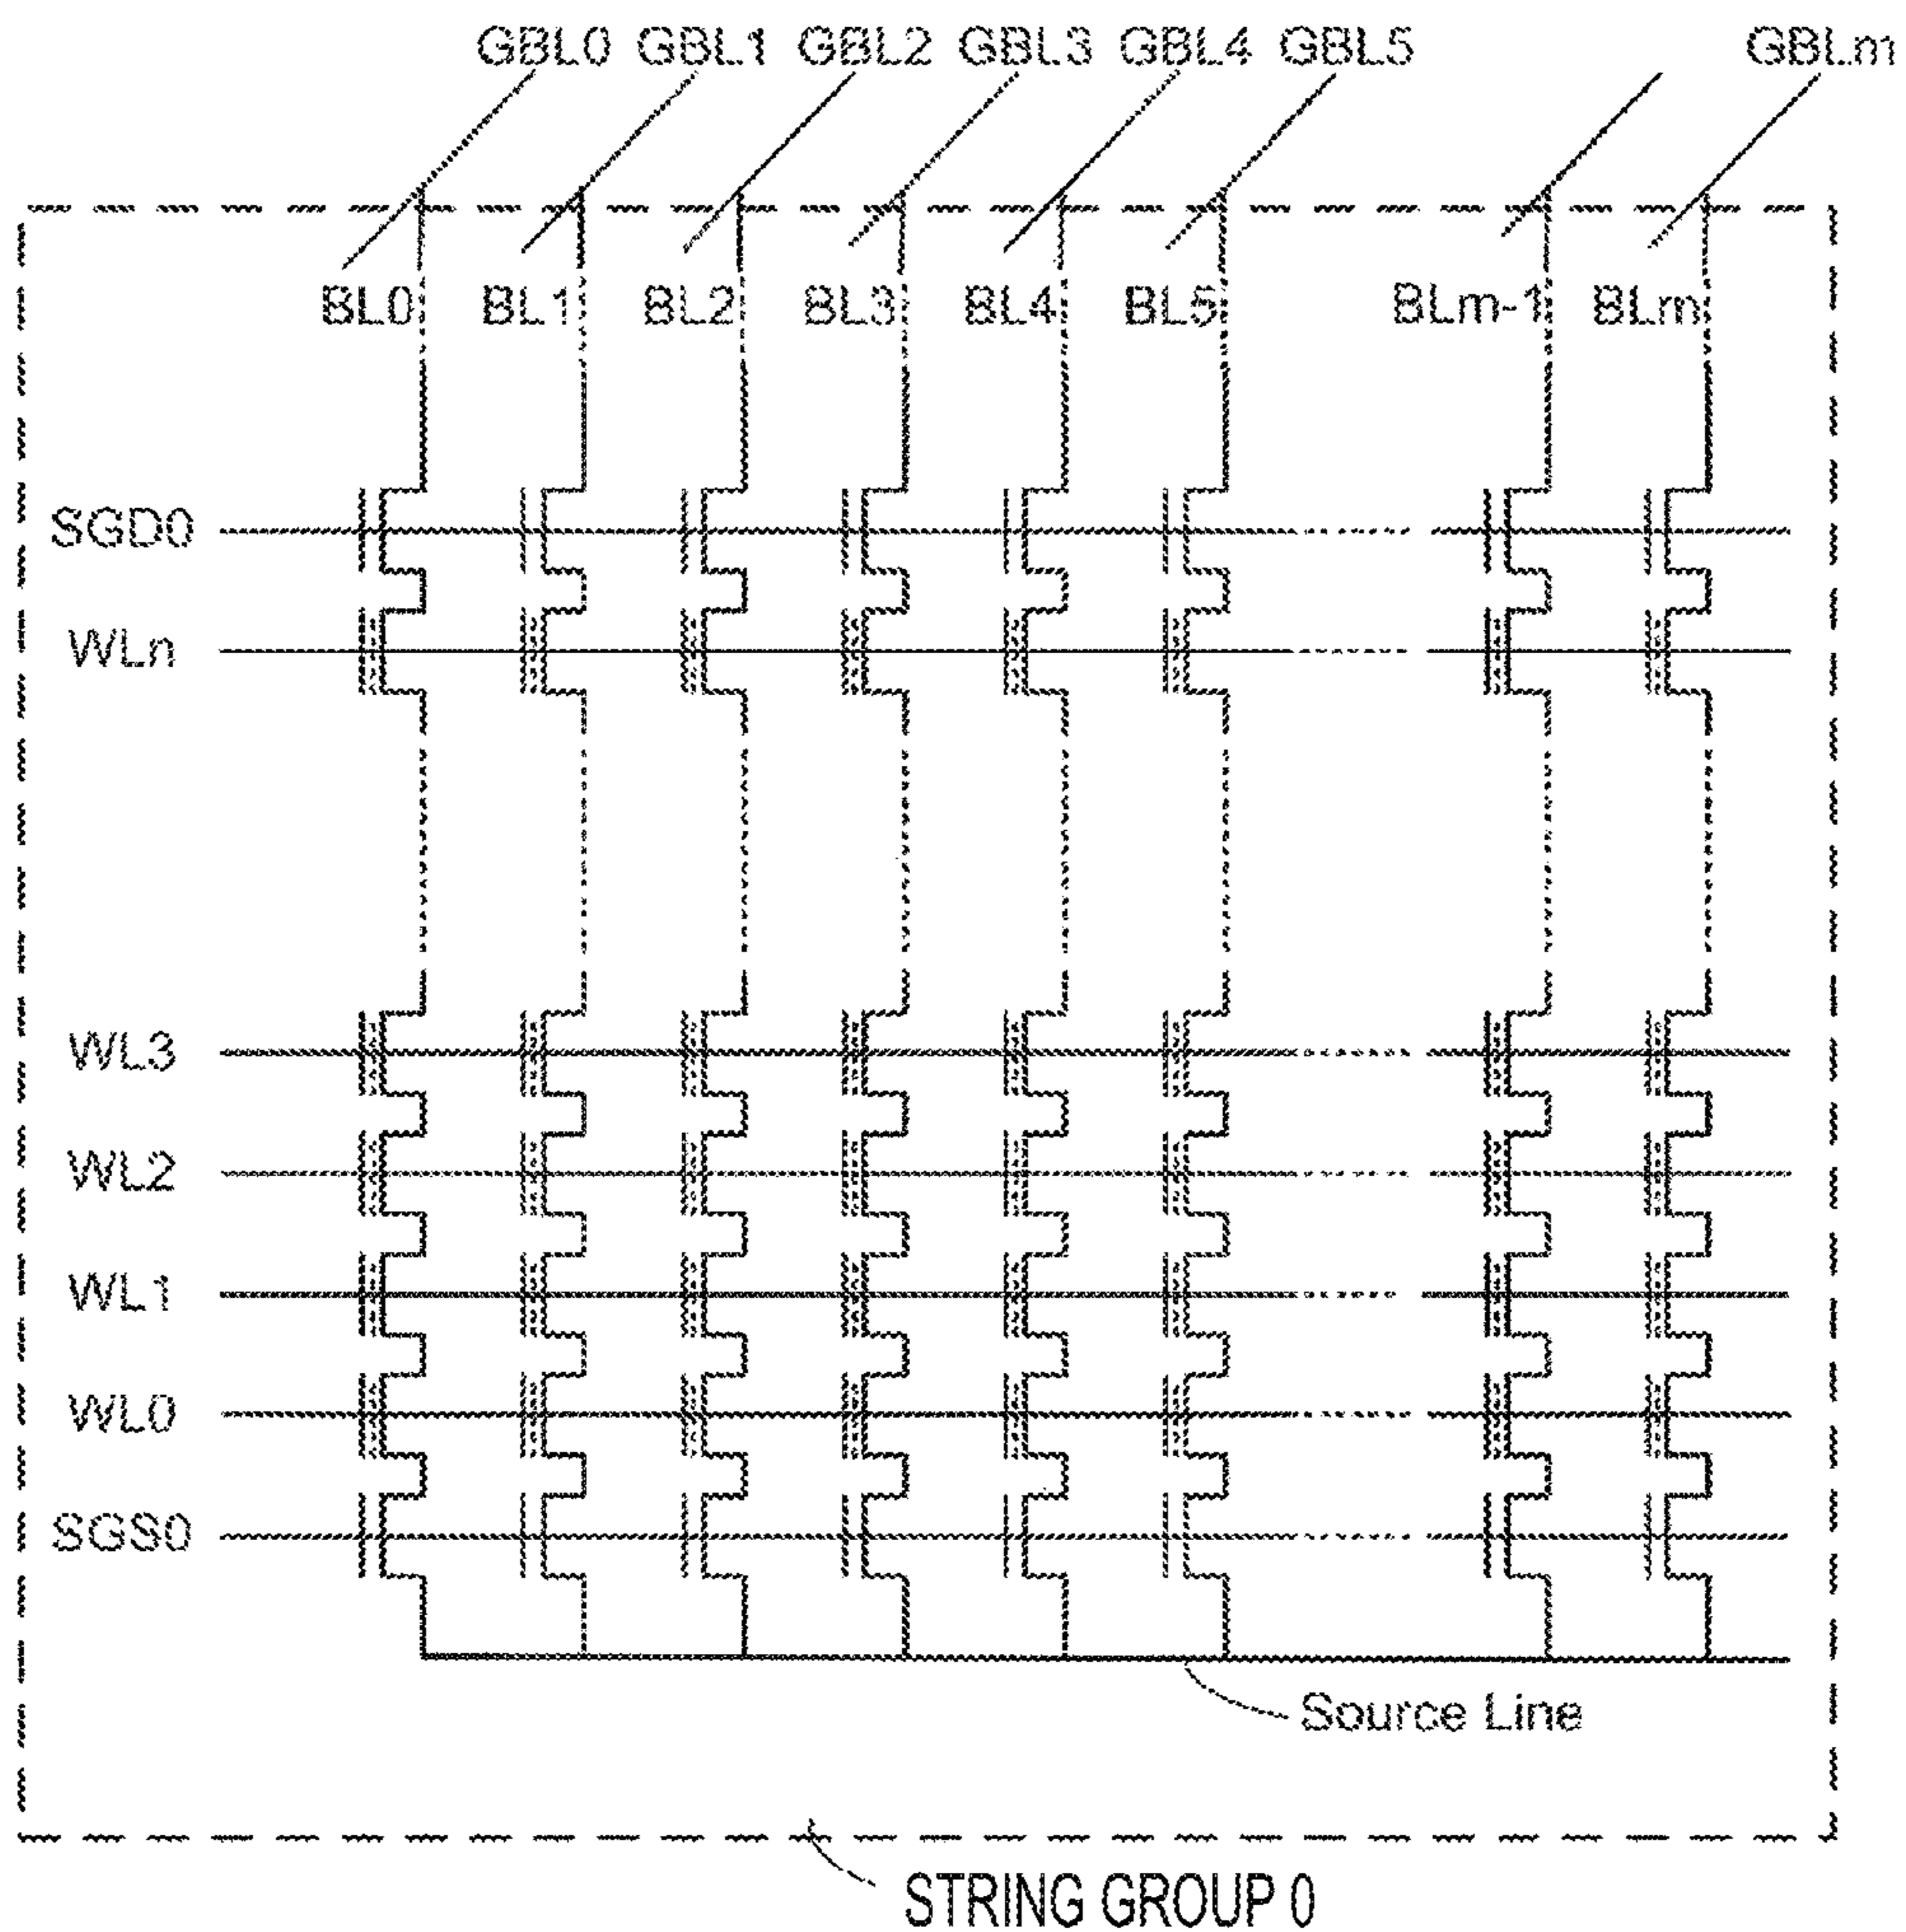 GBL0 GBL1 GBL2 GBL3 GBL4 GBL5 GBLm
BL0 BL1 BL2 BL3 BL4 BL5 BLm-1 BLm
SGD0
WLn
WL3
WL2
WL1
WL0
SGS0
Source Line
STRING GROUP 0